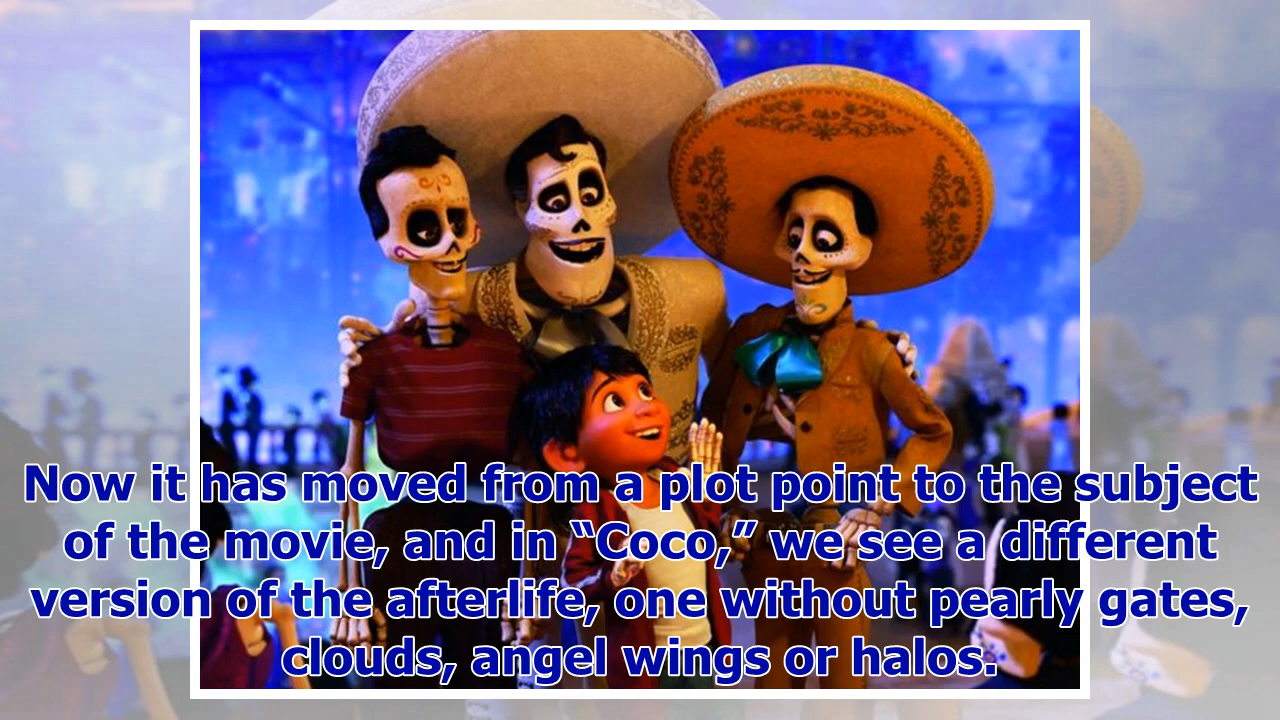 Now it has moved from a plot point to the subject
of the movie, and in “Coco,” we see a different
version of the afterlife, one without pearly gates,
clouds, angel wings or halos.